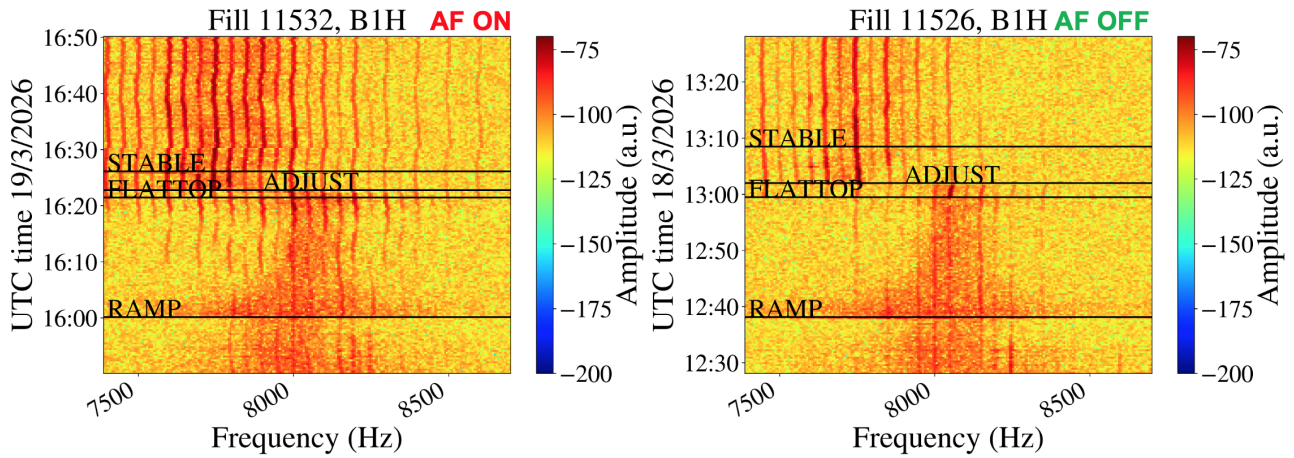 Fill 11532, B1H AF ON
16:50
16:40
16:30
16:20
16:10
16:00
UTC time 19/3/2026
STABLE
FLATTOP
ADJUST
RAMP
7500
8000
8500
Frequency (Hz)
−75
−100
−125
−150
−175
−200
Amplitude (a.u.)
Fill 11526, B1H AF OFF
13:20
13:10
13:00
12:50
12:40
12:30
UTC time 18/3/2026
STABLE
ADJUST
FLATTOP
RAMP
7500
8000
8500
Frequency (Hz)
−75
−100
−125
−150
−175
−200
Amplitude (a.u.)